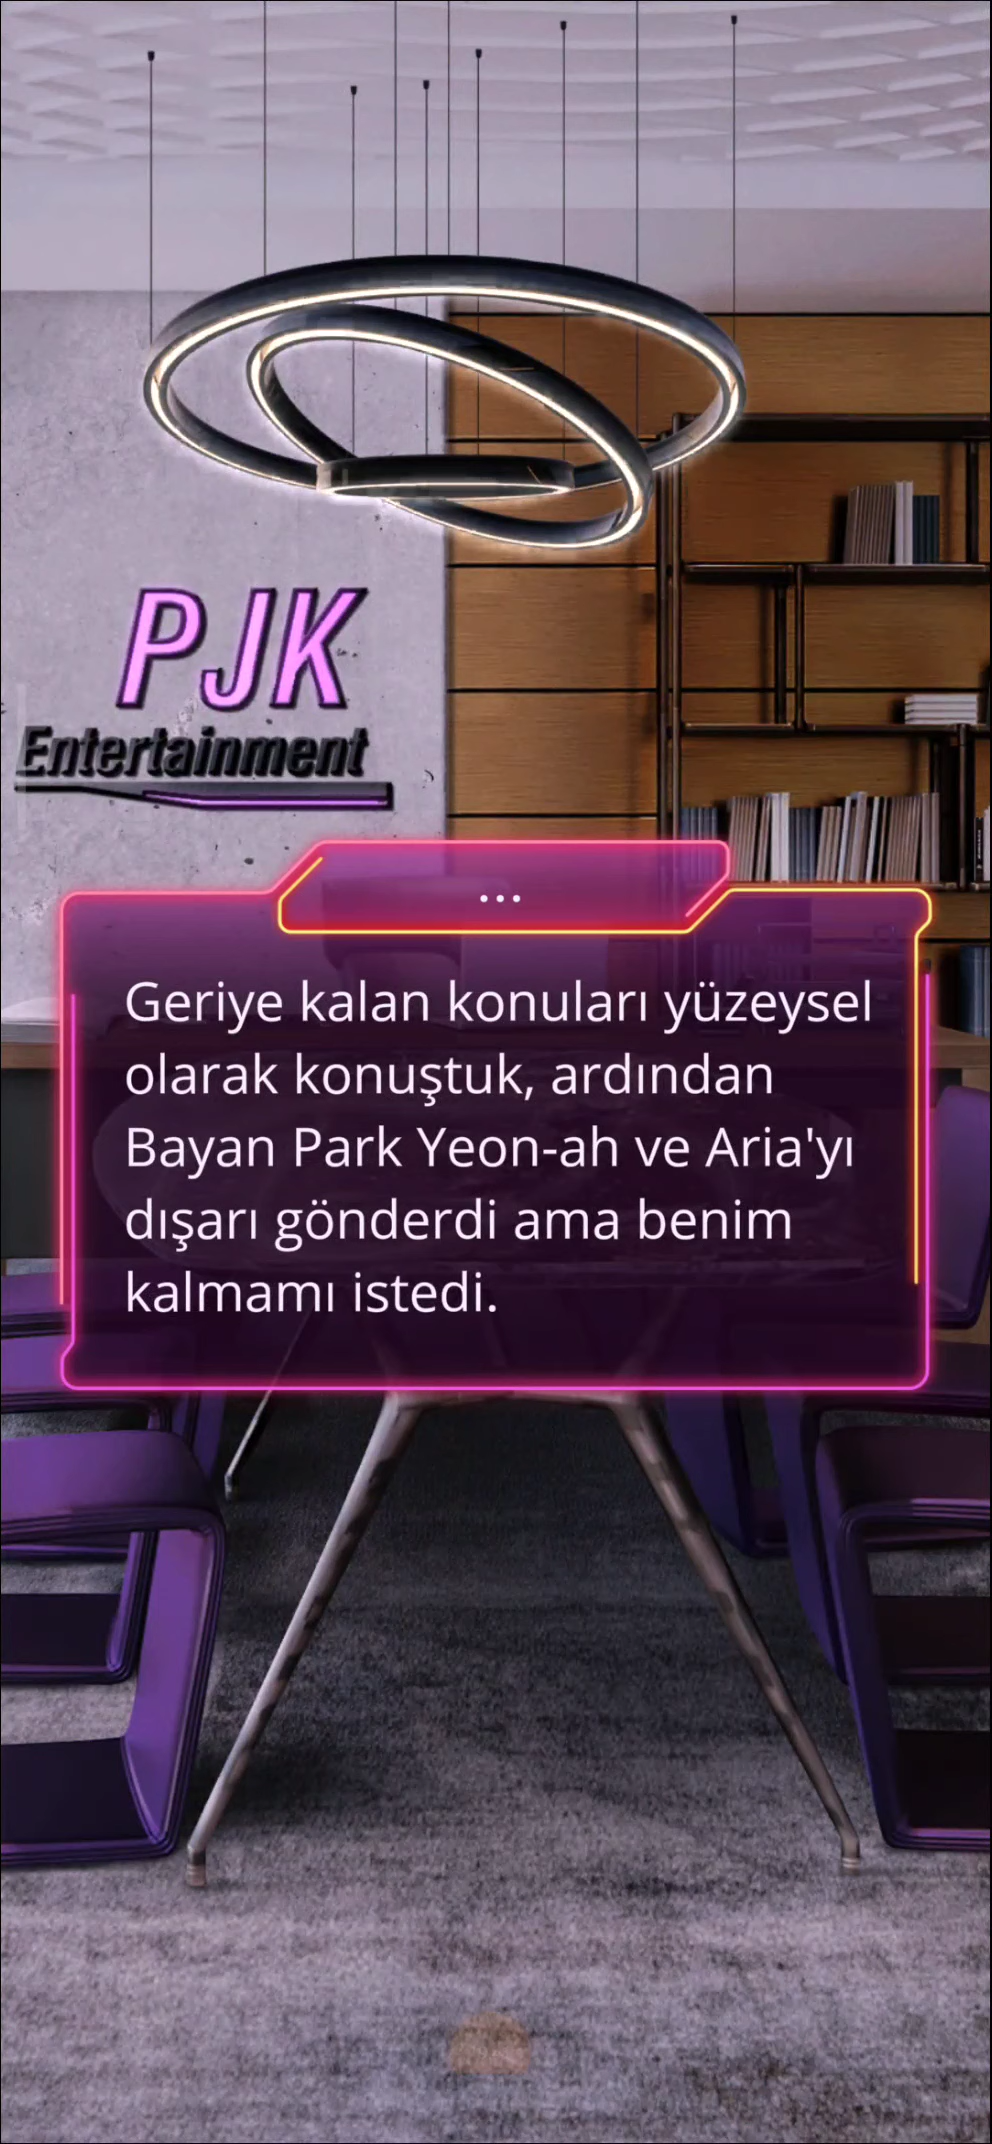 PJK
Entertainment
...
Geriye kalan konuları yüzeysel
olarak konuştuk, ardından
Bayan Park Yeon-ah ve Aria'yı
dışarı gönderdi ama benim
kalmamı istedi.